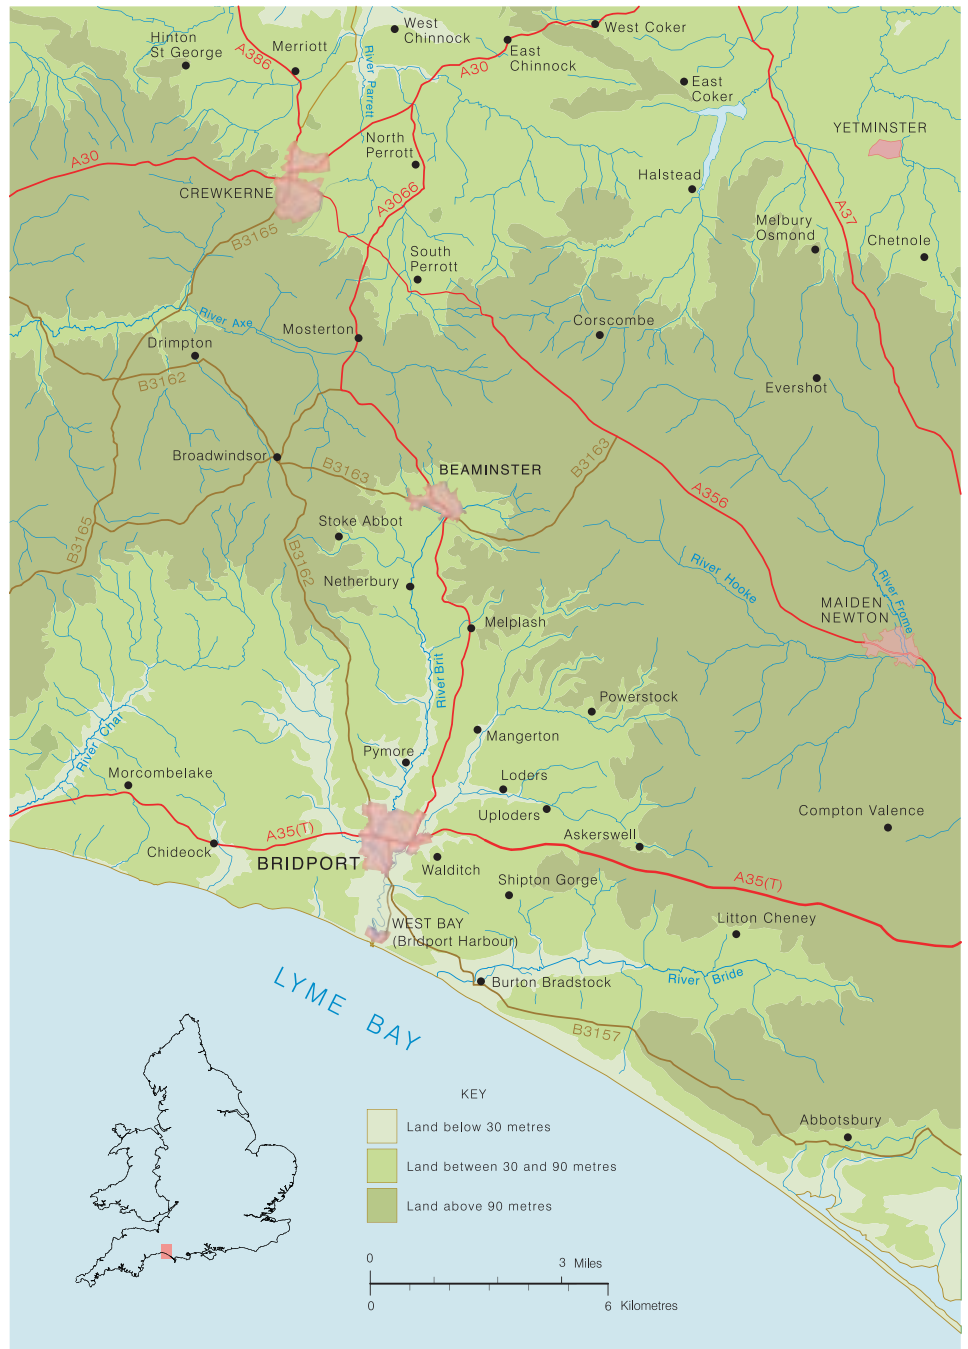 West
Chinnock
West Coker
Hinton
St George
A386
Merriott
River Parrett
A30
East
Chinnock
East
Coker
YETMINSTER
North
Perrott
A30
CREWKERNE
A3066
Halstead
A37
Melbury
Osmond
Chetnole
B3165
South
Perrott
River Axe
Mosterton
Corscombe
Drimpton
B3162
Evershot
Broadwindsor
B3163
BEAMINSTER
B3163
A356
Stoke Abbot
B3165
B3162
Netherbury
River Hooke
River Frome
MAIDEN
NEWTON
Melplash
River Brit
Powerstock
River Char
Mangerton
Pymore
Morcombelake
Loders
Uploders
Compton Valence
A35(T)
Askerswell
Chideock
BRIDPORT
Walditch
A35(T)
Shipton Gorge
Litton Cheney
WEST BAY
(Bridport Harbour)
River Bride
Burton Bradstock
LYME BAY
B3157
KEY
Land below 30 metres
Land between 30 and 90 metres
Land above 90 metres
Abbotsbury
0 3 Miles
0 6 Kilometres